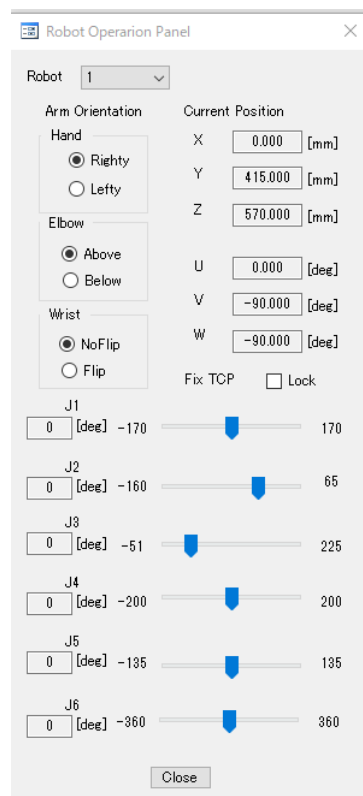 Robot Operarion Panel
Robot 1
Arm Orientation
Hand
Righty
Lefty
Elbow
Above
Below
Wrist
NoFlip
Flip
Current Position
X 0.000 [mm]
Y 415.000 [mm]
Z 570.000 [mm]
U 0.000 [deg]
V -90.000 [deg]
W -90.000 [deg]
Fix TCP Lock
J1
0 [deg] -170 170
J2
0 [deg] -160 65
J3
0 [deg] -51 225
J4
0 [deg] -200 200
J5
0 [deg] -135 135
J6
0 [deg] -360 360
Close